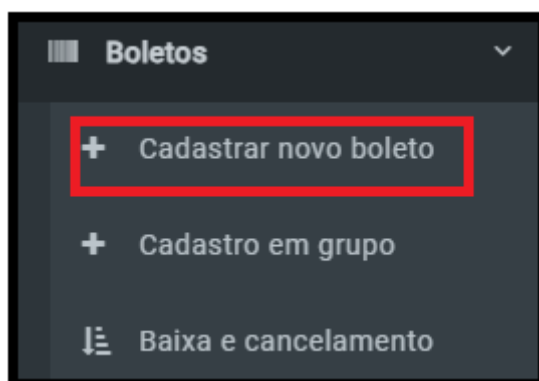 Boletos
Cadastrar novo boleto
Cadastro em grupo
Baixa e cancelamento